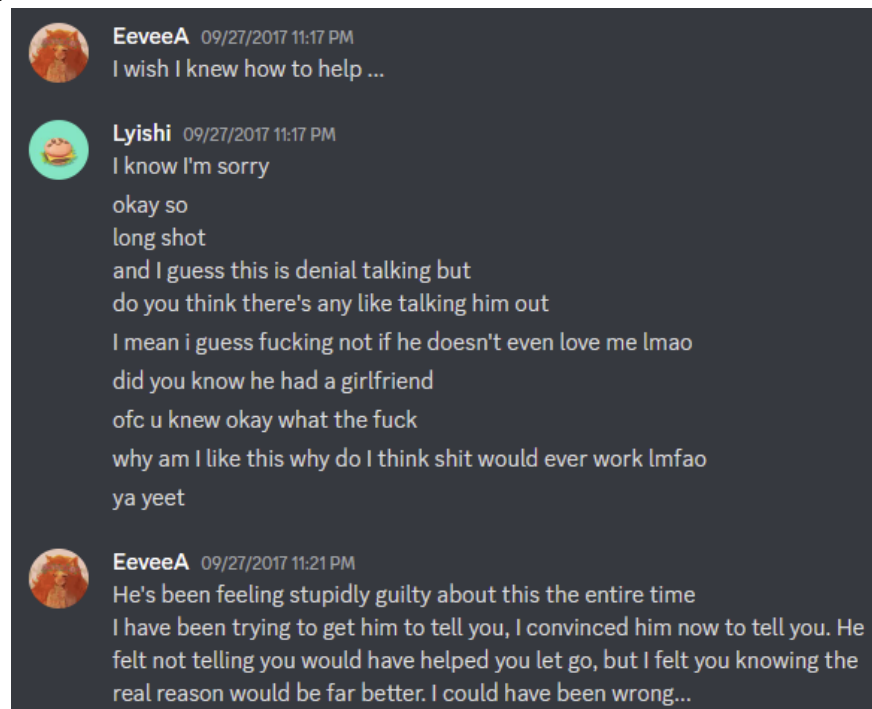 EeveeA 09/27/2017 11:17 PM
I wish I knew how to help ...
Lyishi 09/27/2017 11:17 PM
I know I'm sorry
okay so
long shot
and I guess this is denial talking but
do you think there's any like talking him out
I mean i guess fucking not if he doesn't even love me lmao
did you know he had a girlfriend
ofc u knew okay what the fuck
why am I like this why do I think shit would ever work lmfao
ya yeet
EeveeA 09/27/2017 11:21 PM
He's been feeling stupidly guilty about this the entire time
I have been trying to get him to tell you, I convinced him now to tell you. He
felt not telling you would have helped you let go, but I felt you knowing the
real reason would be far better. I could have been wrong...